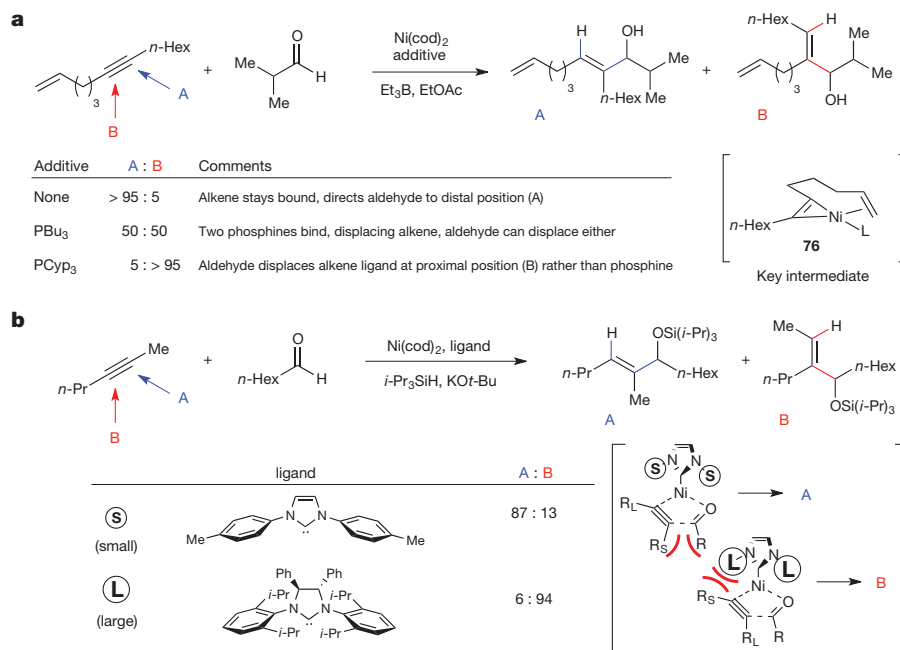 a
n-Hex
3
B
A
+
O
H
Me
Me
Ni(cod)2
additive
Et3B, EtOAc
H
OH
Me
3
n-Hex
Me
A
+
n-Hex
H
Me
3
Me
OH
B
Additive A : B Comments
None > 95 : 5 Alkene stays bound, directs aldehyde to distal position (A)
PBu3 50 : 50 Two phosphines bind, displacing alkene, aldehyde can displace either
PCyp3 5 : > 95 Aldehyde displaces alkene ligand at proximal position (B) rather than phosphine
n-Hex
Ni
L
76
Key intermediate
b
Me
n-Pr
B
A
+
O
n-Hex
H
Ni(cod)2, ligand
i-Pr3SiH, KOt-Bu
H
OSi(i-Pr)3
n-Pr
n-Hex
Me
A
+
Me
H
n-Pr
n-Hex
OSi(i-Pr)3
B
ligand A : B
S
(small)
Me
N
N
Me
87 : 13
L
(large)
Ph
Ph
i-Pr
i-Pr
N
N
i-Pr
i-Pr
6 : 94
N
N
S
S
Ni
RL
O
RS
R
A
N
N
L
L
Ni
RS
O
RL
R
B